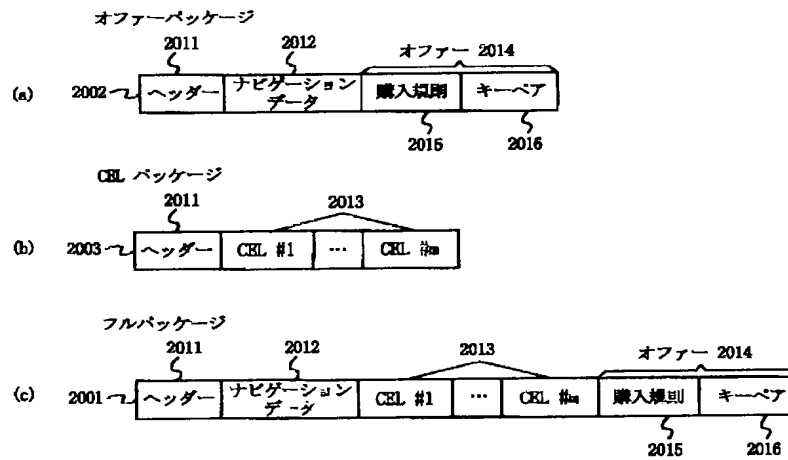 オファーパッケージ
2011 2012 オファー 2014
(a) 2002 ヘッダー ナビゲーションデータ 購入規則 キーペア
2015 2016
CEL パッケージ
2011 2013
(b) 2003 ヘッダー CEL #1 … CEL #m
フルパッケージ
2011 2012 2013 オファー 2014
(c) 2001 ヘッダー ナビゲーションデータ CEL #1 … CEL #m 購入規則 キーペア
2015 2016